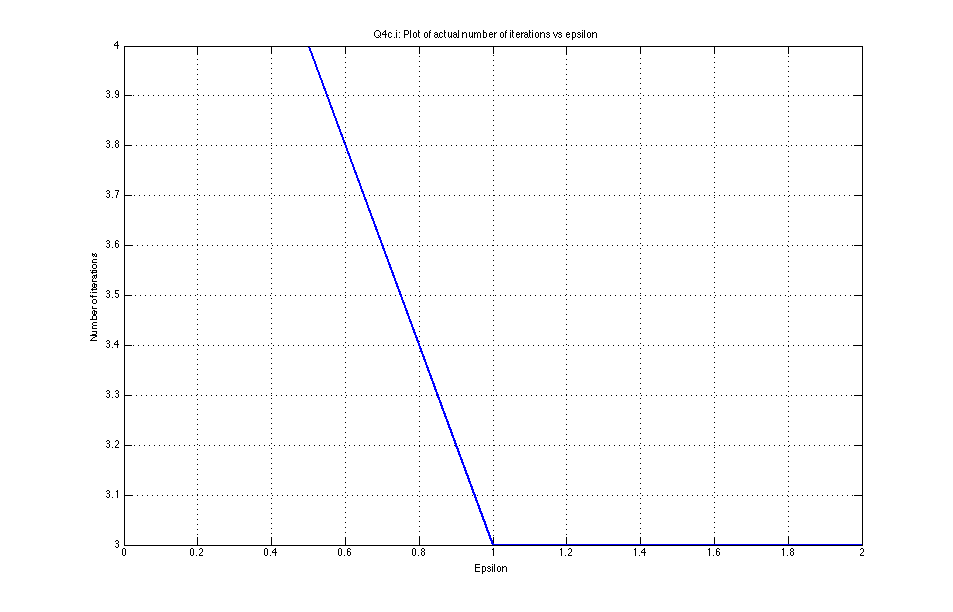 Q4c.i: Plot of actual number of iterations vs epsilon
4
3.9
3.8
3.7
3.6
3.5
3.4
3.3
3.2
3.1
3
Number of iterations
0 0.2 0.4 0.6 0.8 1 1.2 1.4 1.6 1.8 2
Epsilon